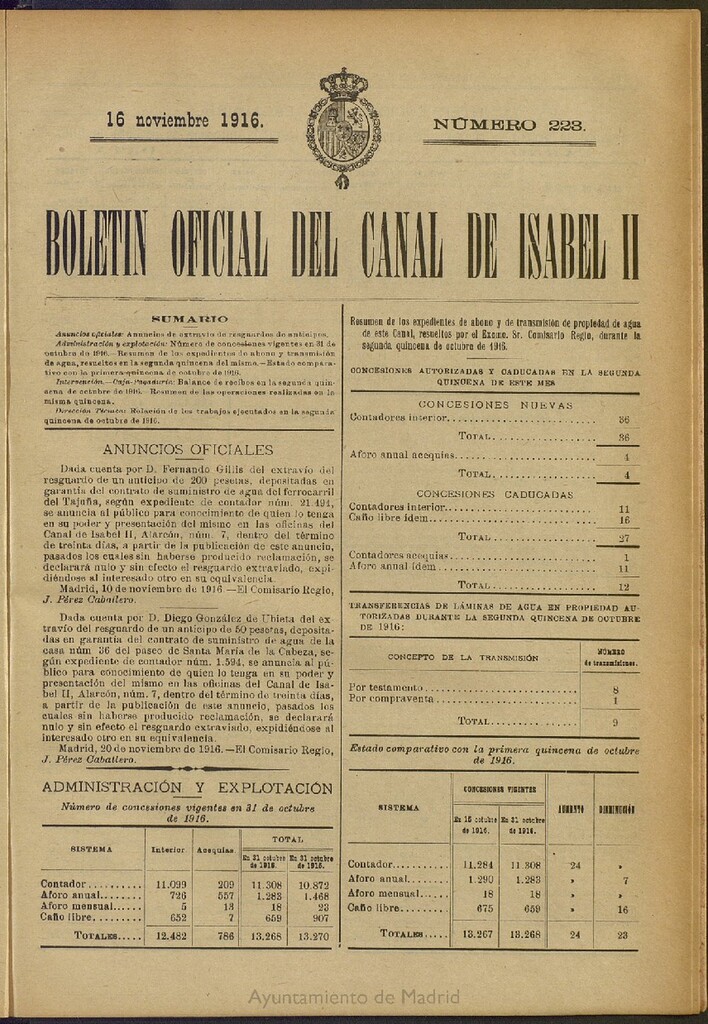 16 noviembre 1916.
NÚMERO 223.
BOLETIN OFICIAL DEL CANAL DE ISABEL II
SUMARIO
Anuncios oficiales: Anuncios de extravío de resguardos de anticipos.
Administración y explotación: Número de concesiones vigentes en 31 de
octubre de 1916.—Resumen de los expedientes de abono y transmisión
de agua, resueltos en la segunda quincena del mismo.—Estado compara-
tivo con la primera quincena de octubre de 1916.
Intervención.—Caja-Pagaduría: Balance de recibos en la segunda quin-
cena de octubre de 1916.—Resumen de las operaciones realizadas en la
misma quincena.
Dirección Técnica: Relación de los trabajos ejecutados en la segunda
quincena de octubre de 1916.
ANUNCIOS OFICIALES
Dada cuenta por D. Fernando Gillis del extravío del
resguardo de un anticipo de 200 pesetas, depositadas en
garantía del contrato de suministro de agua del ferrocarril
del Tajuña, según expediente de contador núm. 21.494,
se anuncia al público para conocimiento de quien lo tenga
en su poder y presentación del mismo en las oficinas del
Canal de Isabel II, Alarcón, núm. 7, dentro del término
de treinta días, a partir de la publicación de este anuncio,
pasados los cuales sin haberse producido reclamación, se
declarará nulo y sin efecto el resguardo extraviado, expi-
diéndose al interesado otro en su equivalencia.
Madrid, 10 de noviembre de 1916.—El Comisario Regio,
J. Pérez Caballero.
Dada cuenta por D. Diego González de Ubieta del ex-
travío del resguardo de un anticipo de 50 pesetas, deposita-
das en garantía del contrato de suministro de agua de la
casa núm 36 del paseo de Santa María de la Cabeza, se-
gún expediente de contador núm. 1.594, se anuncia al pú-
blico para conocimiento de quien lo tenga en su poder y
presentación del mismo en las oficinas del Canal de Isa-
bel II, Alarcón, núm. 7, dentro del término de treinta días,
a partir de la publicación de este anuncio, pasados los
cuales sin haberse producido reclamación, se declarará
nulo y sin efecto el resguardo extraviado, expidiéndose al
interesado otro en su equivalencia.
Madrid, 20 de noviembre de 1916.—El Comisario Regio,
J. Pérez Caballero.
ADMINISTRACIÓN Y EXPLOTACIÓN
Número de concesiones vigentes en 31 de octubre
de 1916.
SISTEMA Interior Acequias. TOTAL
En 31 octubre En 31 octubre
de 1916. de 1915.
Contador.......... 11.099 209 11.308 10.872
Aforo anual....... 726 557 1.283 1.468
Aforo mensual..... 5 13 18 23
Caño libre........ 652 7 659 907
TOTALES..... 12.482 786 13.268 13.270
Resumen de los expedientes de abono y de transmisión de propiedad de agua
de este Canal, resueltos por el Excmo. Sr. Comisario Regio, durante la
segunda quincena de octubre de 1916.
CONCESIONES AUTORIZADAS Y CADUCADAS EN LA SEGUNDA
QUINCENA DE ESTE MES
CONCESIONES NUEVAS
Contadores interior........ 36
TOTAL........ 36
Aforo anual acequias........ 4
TOTAL........ 4
CONCESIONES CADUCADAS
Contadores interior........ 11
Caño libre ídem........ 16
TOTAL........ 27
Contadores acequias........ 1
Aforo anual ídem........ 11
TOTAL........ 12
TRANSFERENCIAS DE LÁMINAS DE AGUA EN PROPIEDAD AU-
TORIZADAS DURANTE LA SEGUNDA QUINCENA DE OCTUBRE
DE 1916:
CONCEPTO DE LA TRANSMISIÓN NÚMERO
de transmisiones.
Por testamento........ 8
Por compraventa........ 1
TOTAL........ 9
Estado comparativo con la primera quincena de octubre
de 1916.
SISTEMA CONCESIONES VIGENTES AUMENTO DISMINUCIÓN
En 15 octubre En 31 octubre
de 1916. de 1916.
Contador.......... 11.284 11.308 24 »
Aforo anual....... 1.290 1.283 » 7
Aforo mensual..... 18 18 » »
Caño libre........ 675 659 » 16
TOTALES..... 13.267 13.268 24 23
Ayuntamiento de Madrid